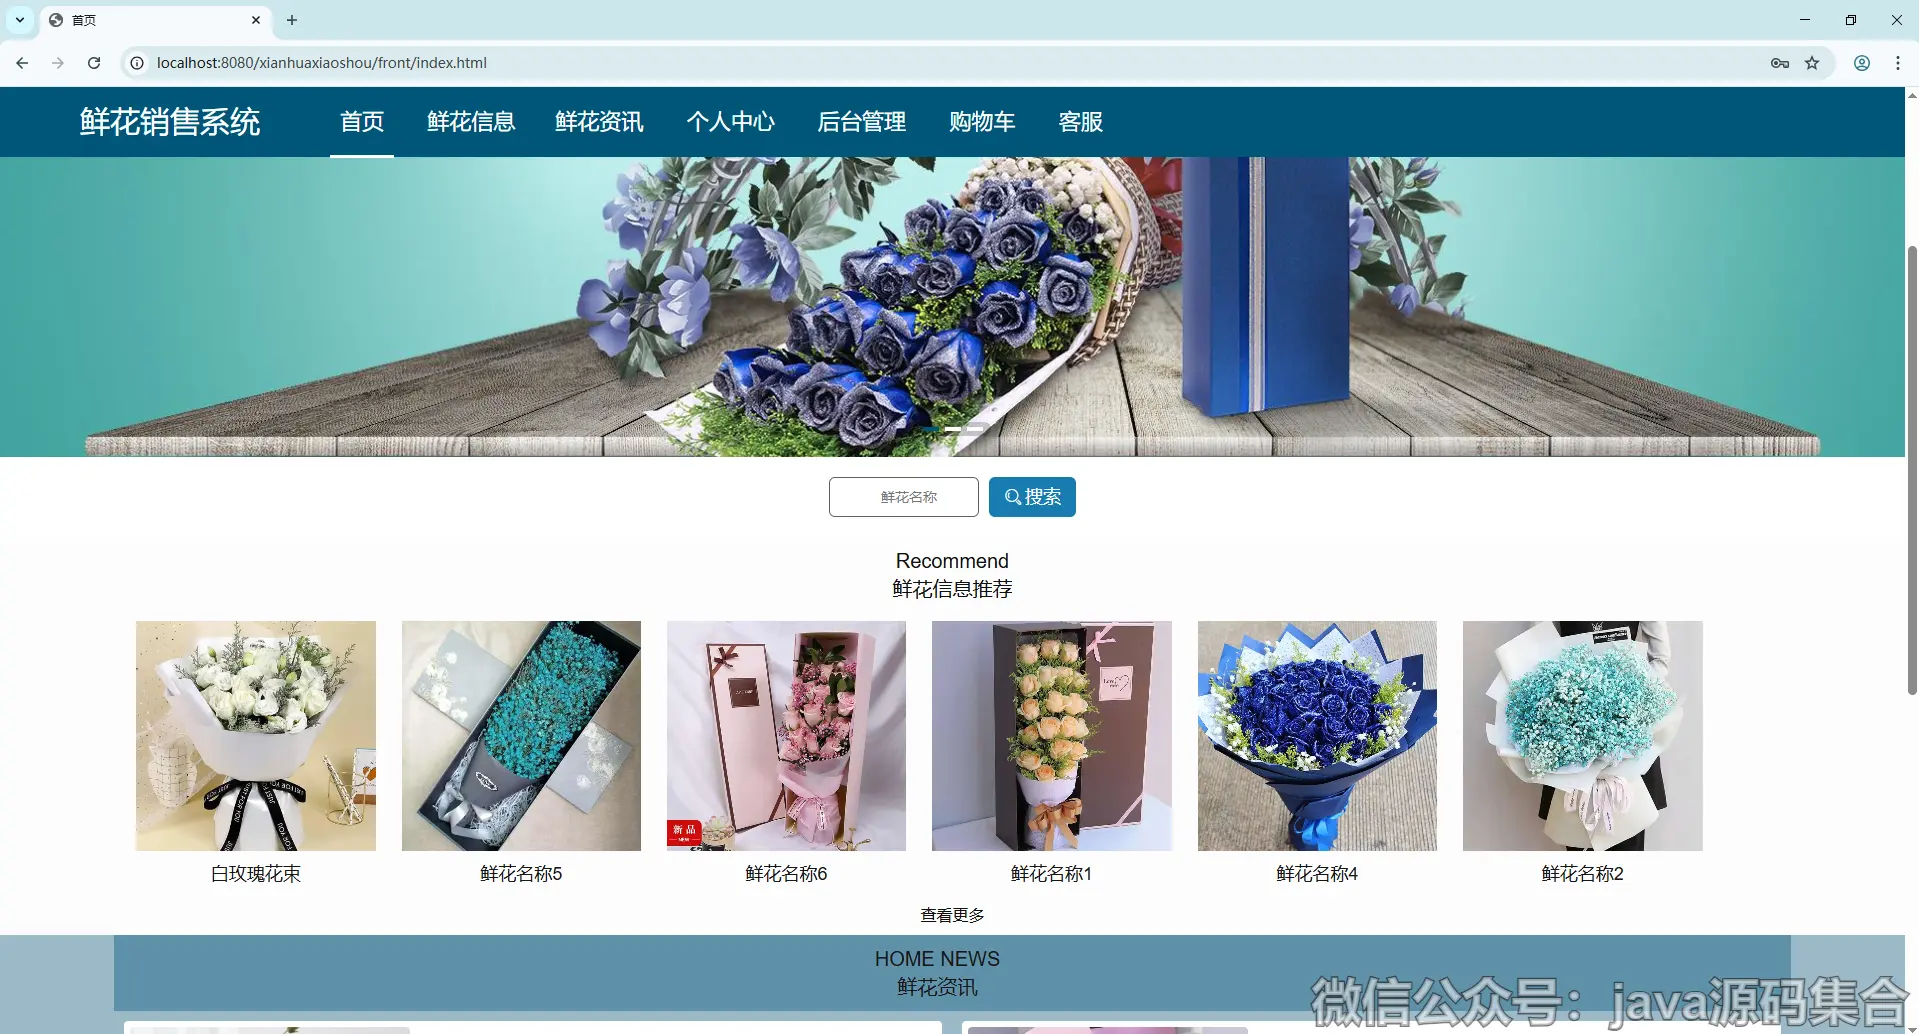 首页
localhost:8080/xianhuaxiaoshou/front/index.html
鲜花销售系统
首页 鲜花信息 鲜花资讯 个人中心 后台管理 购物车 客服
鲜花名称 搜索
Recommend
鲜花信息推荐
新品
白玫瑰花束 鲜花名称5 鲜花名称6 鲜花名称1 鲜花名称4 鲜花名称2
查看更多
HOME NEWS
鲜花资讯
微信公众号：java源码集合